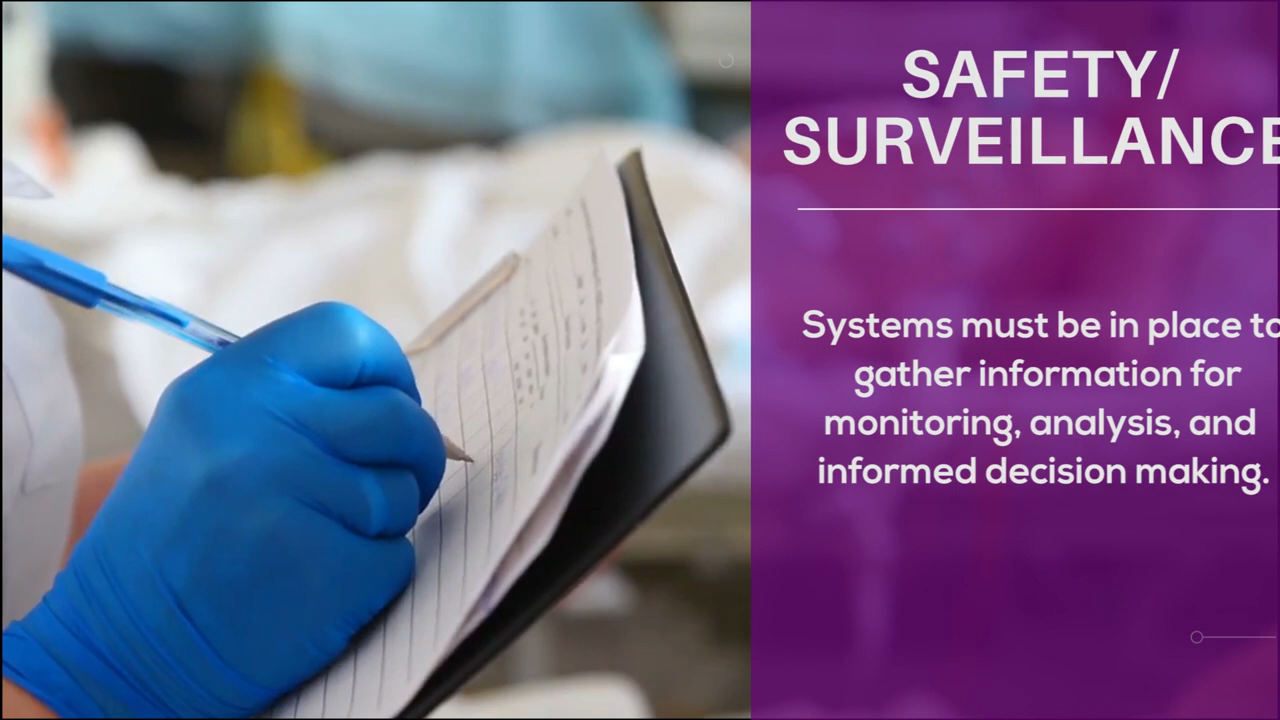 SAFETY/
SURVEILLANCE
Systems must be in place to
gather information for
monitoring, analysis, and
informed decision making.